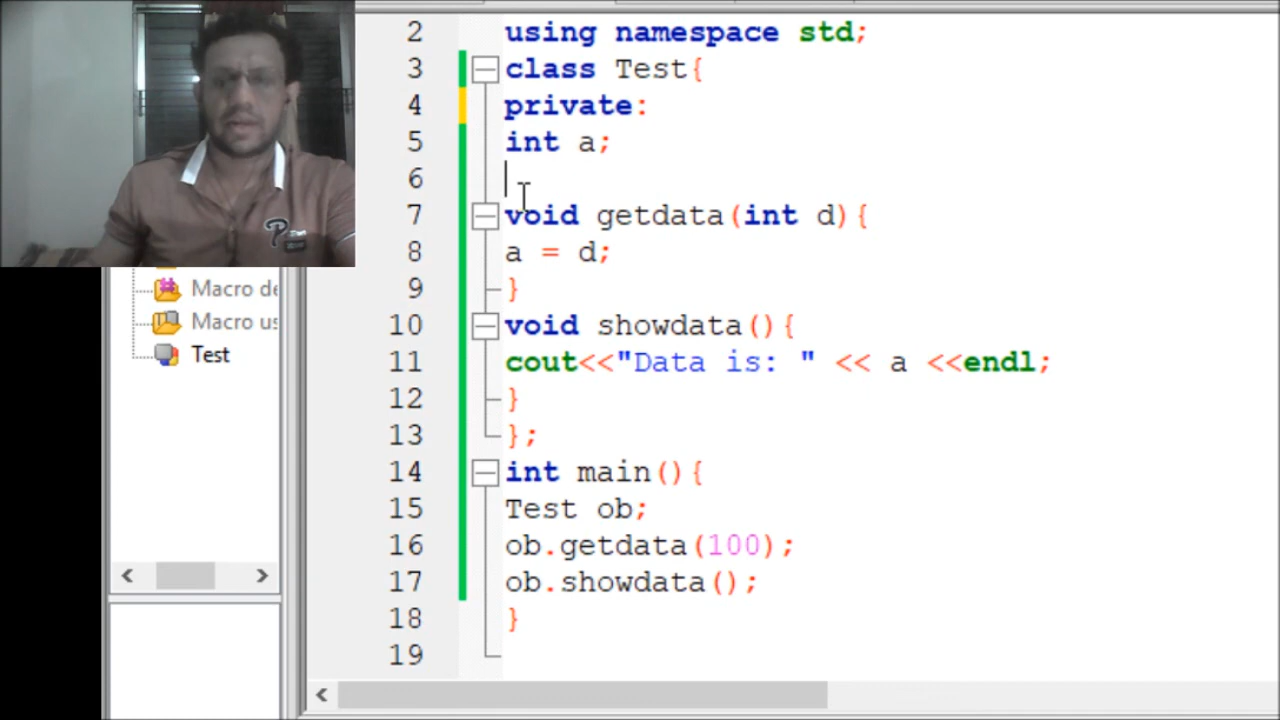 2 using namespace std;
3 class Test{
4 private:
5 int a;
6
7 void getdata(int d){
8 a = d;
9 }
10 void showdata(){
11 cout<<"Data is: " << a <<endl;
12 }
13 };
14 int main(){
15 Test ob;
16 ob.getdata(100);
17 ob.showdata();
18 }
19
Macro de
Macro us
Test